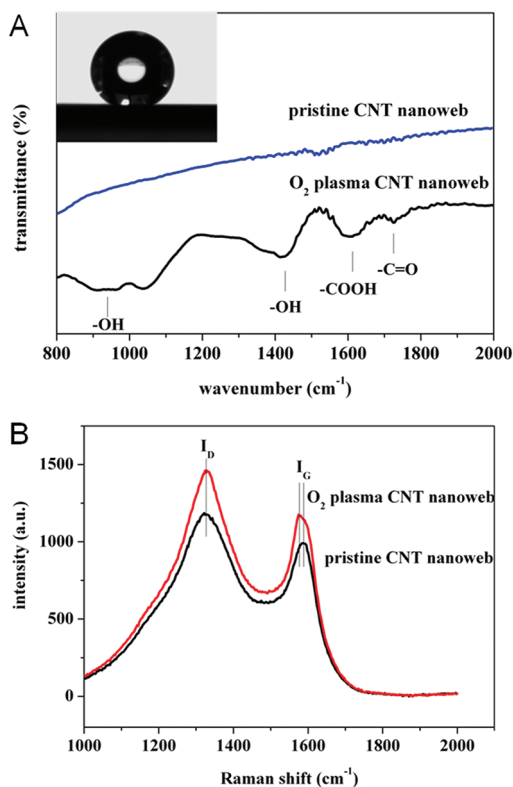 A
pristine CNT nanoweb
O2 plasma CNT nanoweb
-C=O
-COOH
-OH
-OH
transmittance (%)
800 1000 1200 1400 1600 1800 2000
wavenumber (cm-1)
B
ID
IG
1500
O2 plasma CNT nanoweb
pristine CNT nanoweb
1000
500
0
intensity (a.u.)
1000 1200 1400 1600 1800 2000
Raman shift (cm-1)